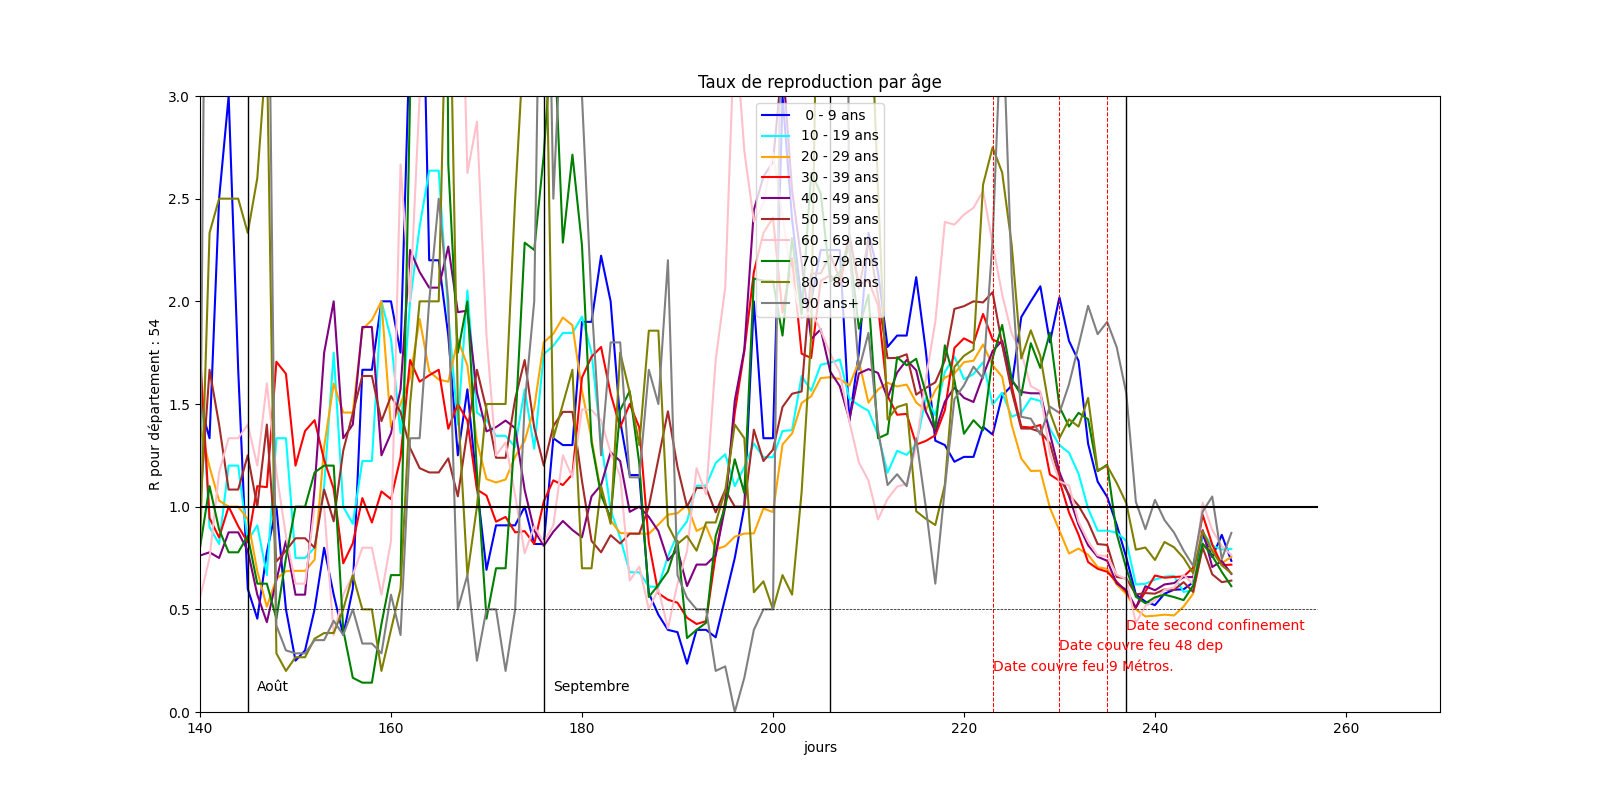 Taux de reproduction par âge
R pour département : 54
3.0
2.5
2.0
1.5
1.0
0.5
0.0
0 - 9 ans
10 - 19 ans
20 - 29 ans
30 - 39 ans
40 - 49 ans
50 - 59 ans
60 - 69 ans
70 - 79 ans
80 - 89 ans
90 ans+
Date second confinement
Date couvre feu 48 dep
Date couvre feu 9 Métros.
Août
Septembre
140
160
180
200
220
240
260
jours